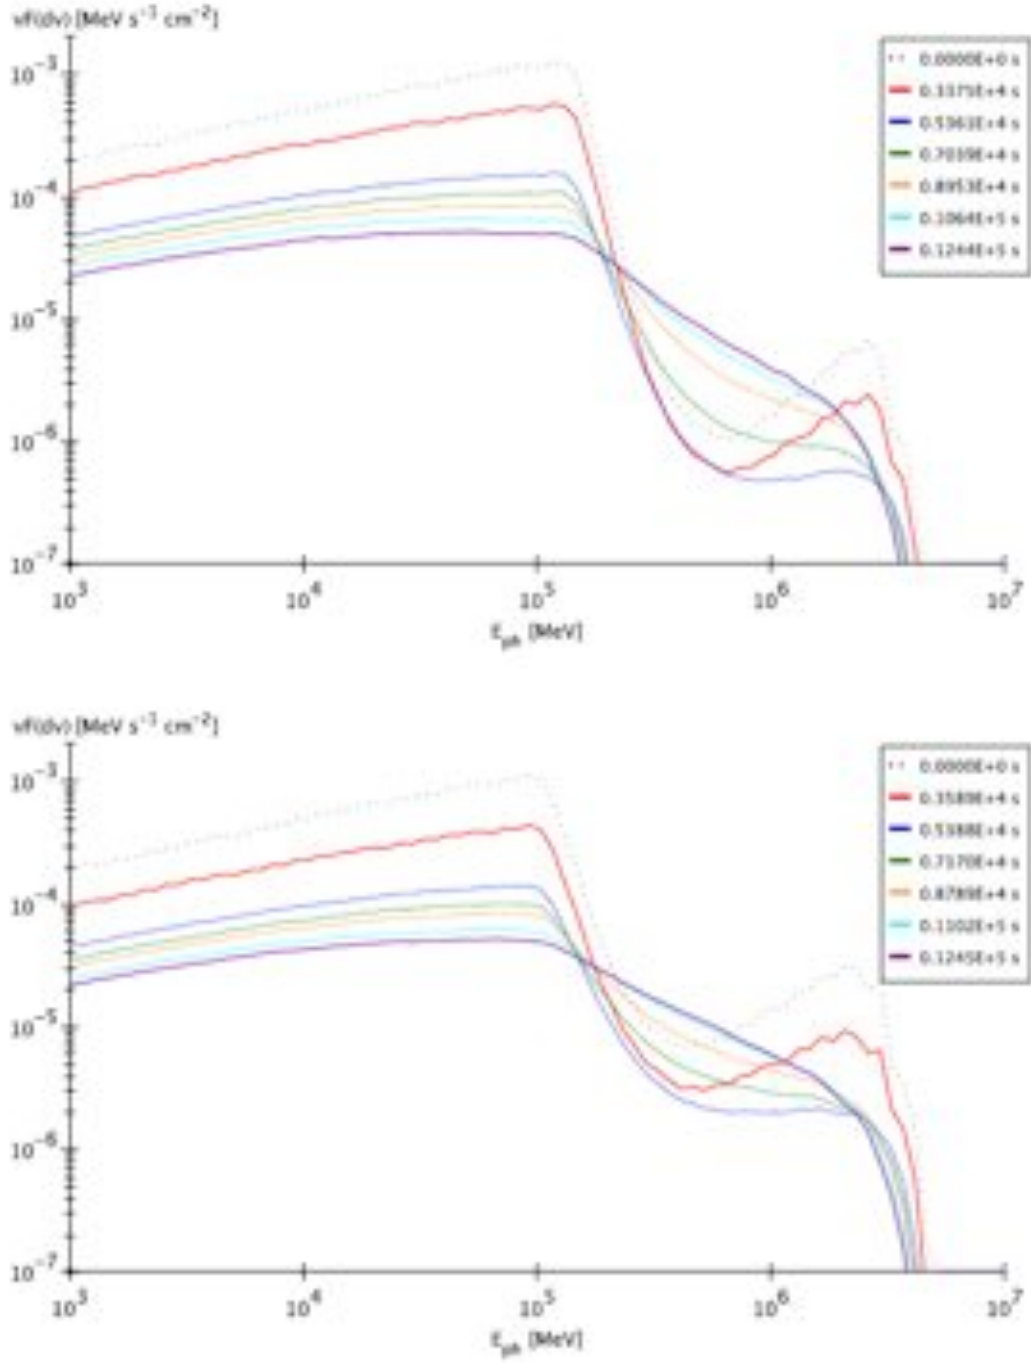 νF(dν) [MeV s⁻¹ cm⁻²]
10⁻³
10⁻⁴
10⁻⁵
10⁻⁶
10⁻⁷
10³ 10⁴ 10⁵ 10⁶ 10⁷
E_ph [MeV]
0.0000E+0 s
0.3375E+4 s
0.5361E+4 s
0.7039E+4 s
0.8953E+4 s
0.1064E+5 s
0.1244E+5 s
νF(dν) [MeV s⁻¹ cm⁻²]
10⁻³
10⁻⁴
10⁻⁵
10⁻⁶
10⁻⁷
10³ 10⁴ 10⁵ 10⁶ 10⁷
E_ph [MeV]
0.0000E+0 s
0.3589E+4 s
0.5388E+4 s
0.7170E+4 s
0.8789E+4 s
0.1102E+5 s
0.1245E+5 s